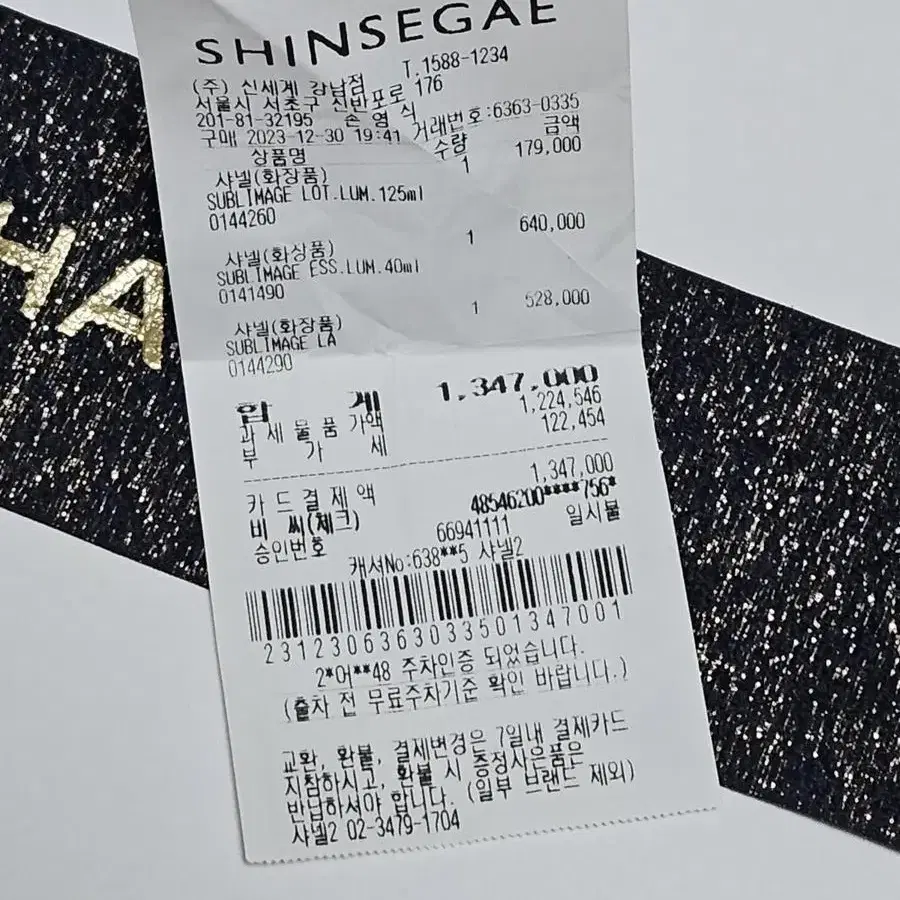 SHINSEGAE
(주) 신세계 강남점 T.1588-1234
서울시 서초구 신반포로 176
201-81-32195 손 영 식
구매 2023-12-30 19:41 거래번호:6363-0335
상품명 수량 금액
샤넬(화장품) 1 179,000
SUBLIMAGE LOT.LUM.125ml
0144260
샤넬(화장품) 1 640,000
SUBLIMAGE ESS.LUM.40ml
0141490
샤넬(화장품) 1 528,000
SUBLIMAGE LA
0144290
합 계 1,347,000
과 세 물 품 가액 1,224,546
부 가 세 122,454
카 드 결 제 액 1,347,000
비 씨(체크) 48546200****756*
승인번호 66941111 일시불
캐셔No:638**5 샤넬2
2312306363033501347001
2*어**48 주차인증 되었습니다.
(출차 전 무료주차기준 확인 바랍니다.)
교환, 환불, 결제변경은 7일내 결제카드
지참하시고, 환불 시 증정사은품은
반납하셔야 합니다. (일부 브랜드 제외)
샤넬2 02-3479-1704
HA